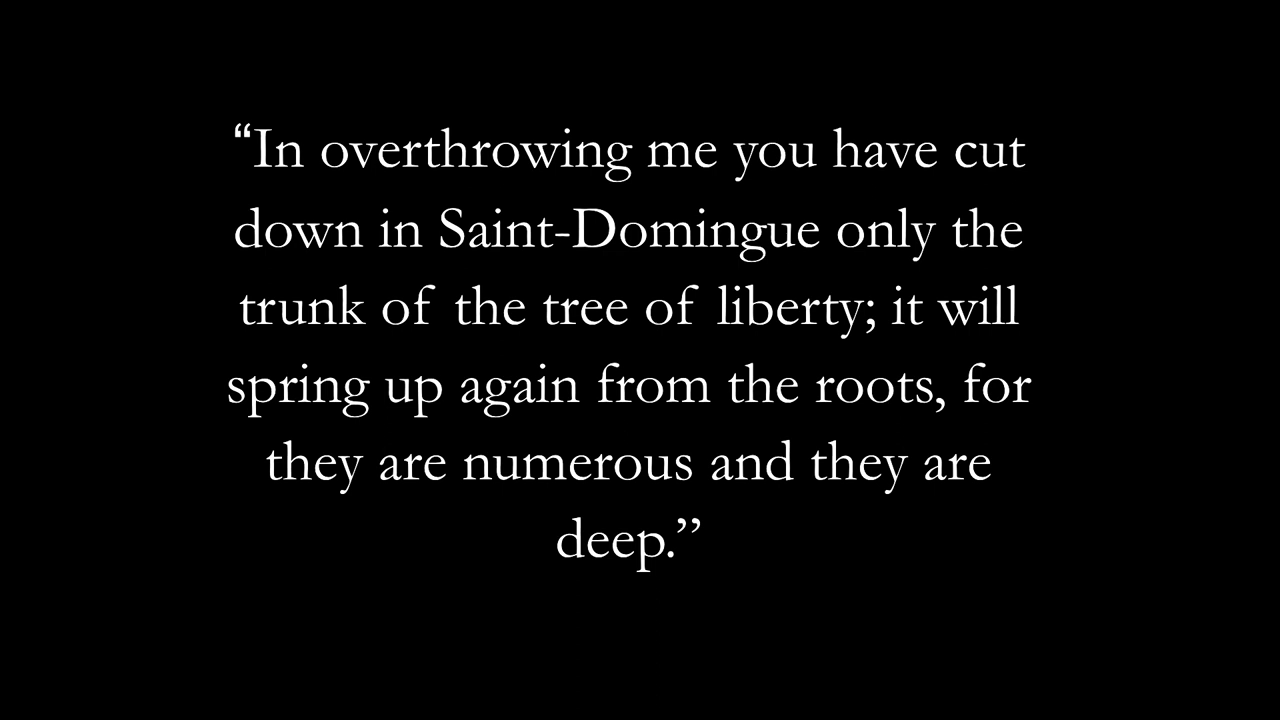 “In overthrowing me you have cut
down in Saint-Domingue only the
trunk of the tree of liberty; it will
spring up again from the roots, for
they are numerous and they are
deep.”